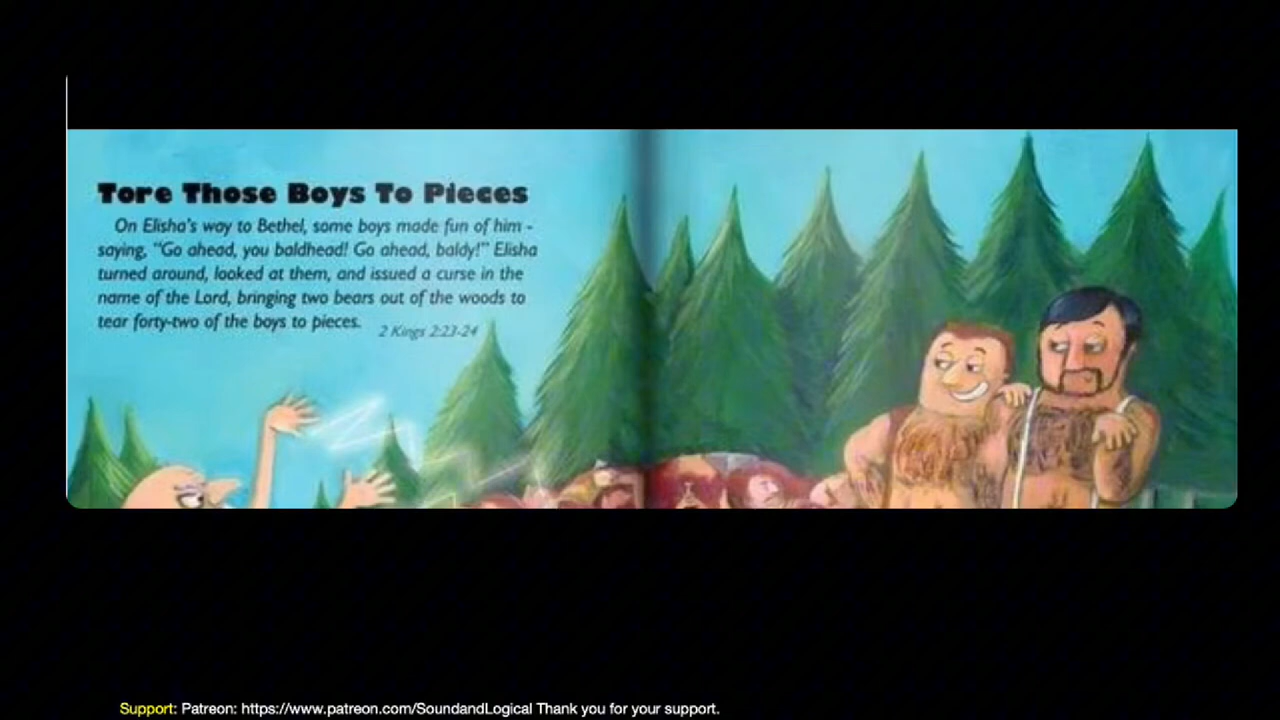 Tore Those Boys To Pieces
On Elisha's way to Bethel, some boys made fun of him -
saying, "Go ahead, you baldhead! Go ahead, baldy!" Elisha
turned around, looked at them, and issued a curse in the
name of the Lord, bringing two bears out of the woods to
tear forty-two of the boys to pieces.
2 Kings 2:23-24
Support: Patreon: https://www.patreon.com/SoundandLogical Thank you for your support.